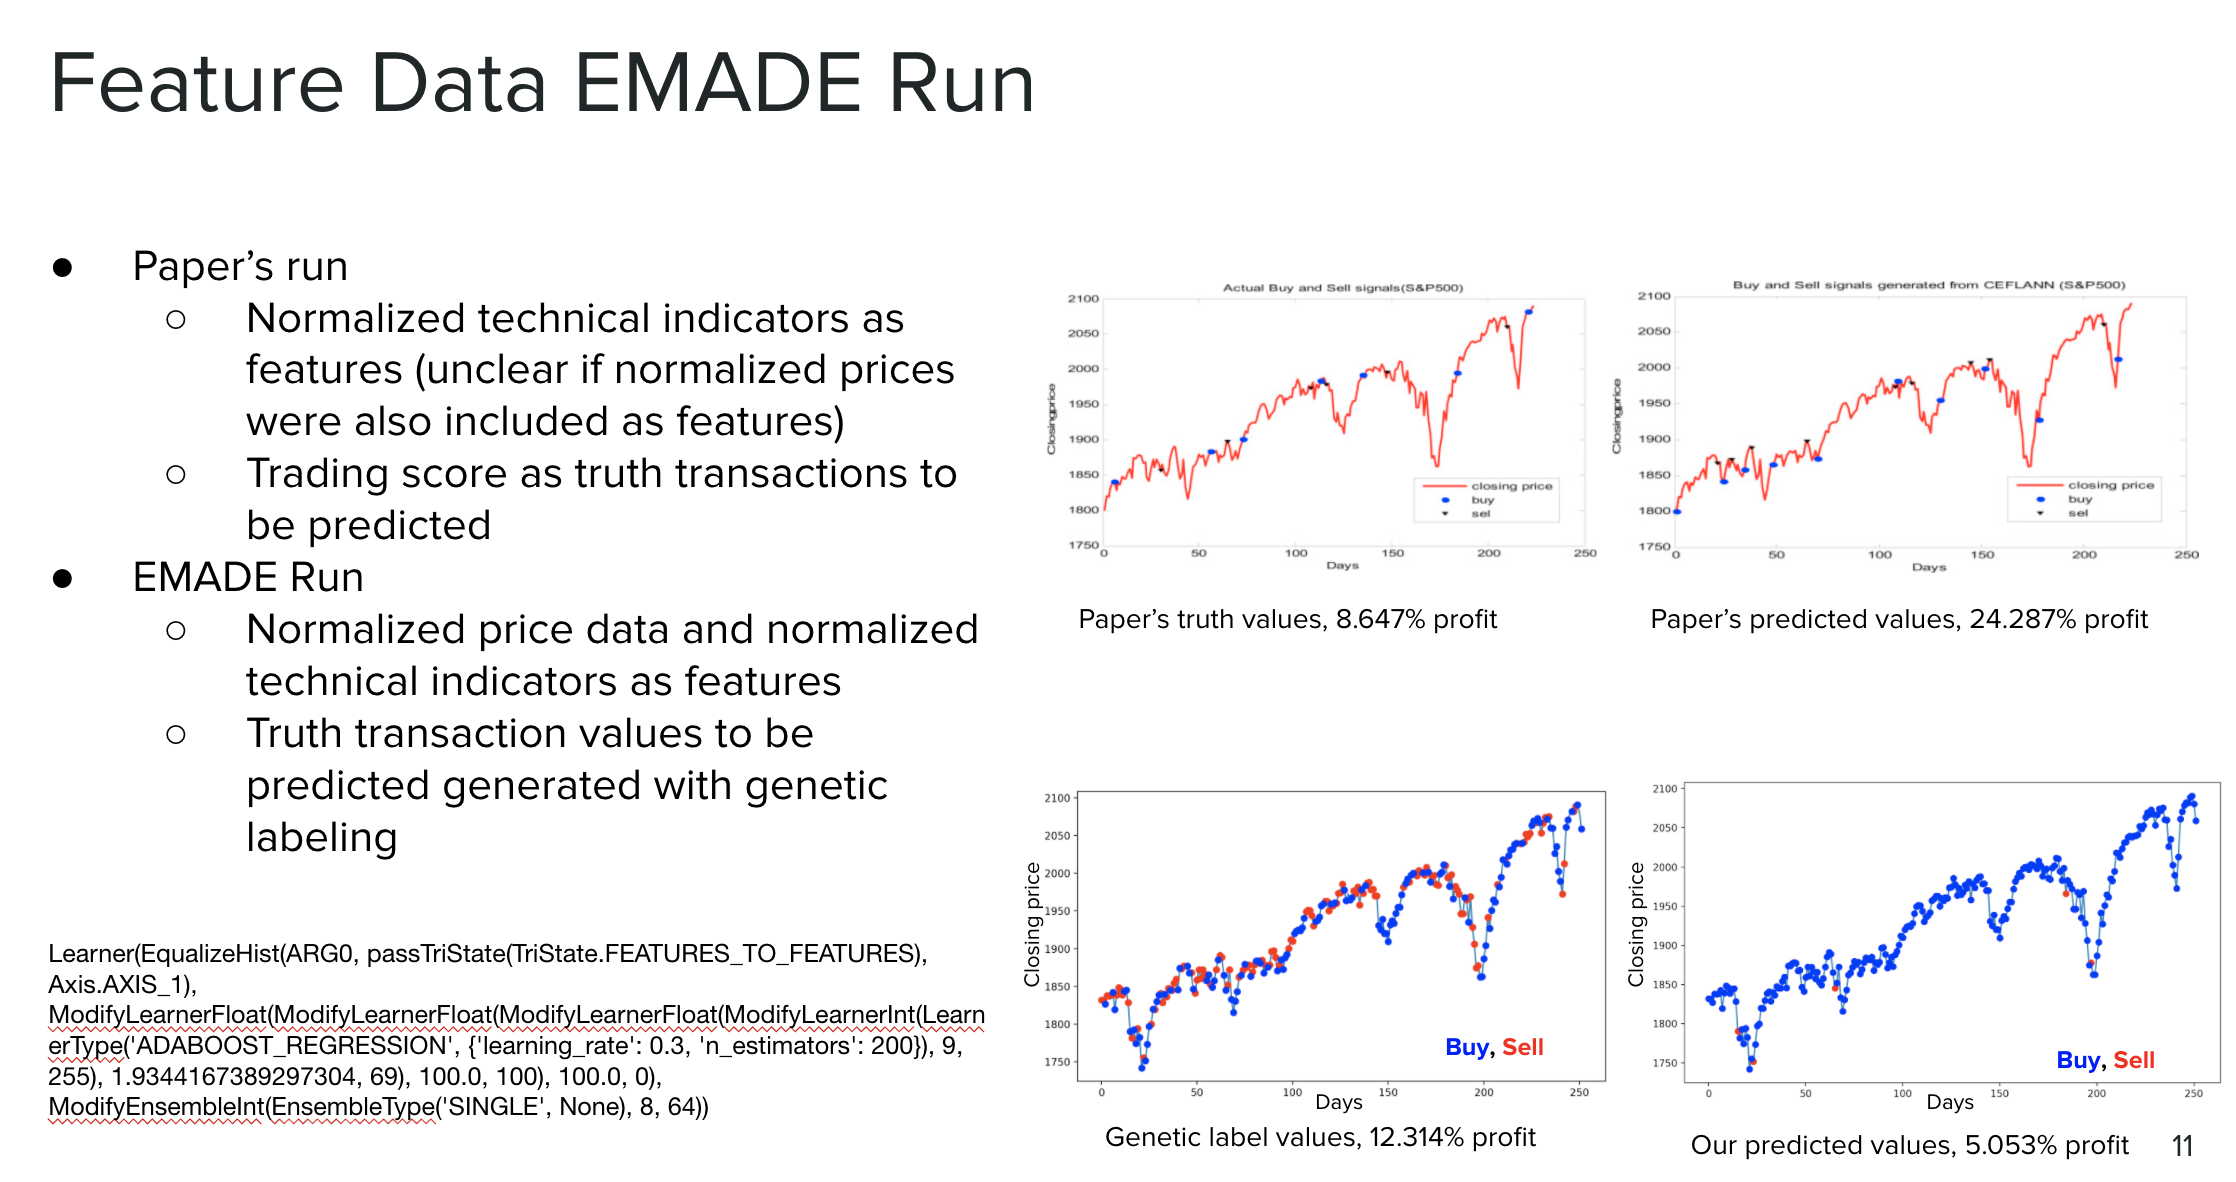 Feature Data EMADE Run
● Paper’s run
○ Normalized technical indicators as
features (unclear if normalized prices
were also included as features)
○ Trading score as truth transactions to
be predicted
● EMADE Run
○ Normalized price data and normalized
technical indicators as features
○ Truth transaction values to be
predicted generated with genetic
labeling
Learner(EqualizeHist(ARG0, passTriState(TriState.FEATURES_TO_FEATURES),
Axis.AXIS_1),
ModifyLearnerFloat(ModifyLearnerFloat(ModifyLearnerFloat(ModifyLearnerInt(Learn
erType('ADABOOST_REGRESSION', {'learning_rate': 0.3, 'n_estimators': 200}), 9,
255), 1.9344167389297304, 69), 100.0, 100), 100.0, 0),
ModifyEnsembleInt(EnsembleType('SINGLE', None), 8, 64))
Actual Buy and Sell signals(S&P500)
2100
2050
2000
1950
1900
1850
1800
1750
Closingprice
closing price
buy
sel
0 50 100 150 200 250
Days
Paper’s truth values, 8.647% profit
Buy and Sell signals generated from CEFLANN (S&P500)
2100
2050
2000
1950
1900
1850
1800
1750
Closingprice
closing price
buy
sel
0 50 100 150 200 250
Days
Paper’s predicted values, 24.287% profit
2100
2050
2000
1950
1900
1850
1800
1750
Closing price
Buy, Sell
0 50 100 150 200 250
Days
Genetic label values, 12.314% profit
2100
2050
2000
1950
1900
1850
1800
1750
Closing price
Buy, Sell
0 50 100 150 200 250
Days
Our predicted values, 5.053% profit
11